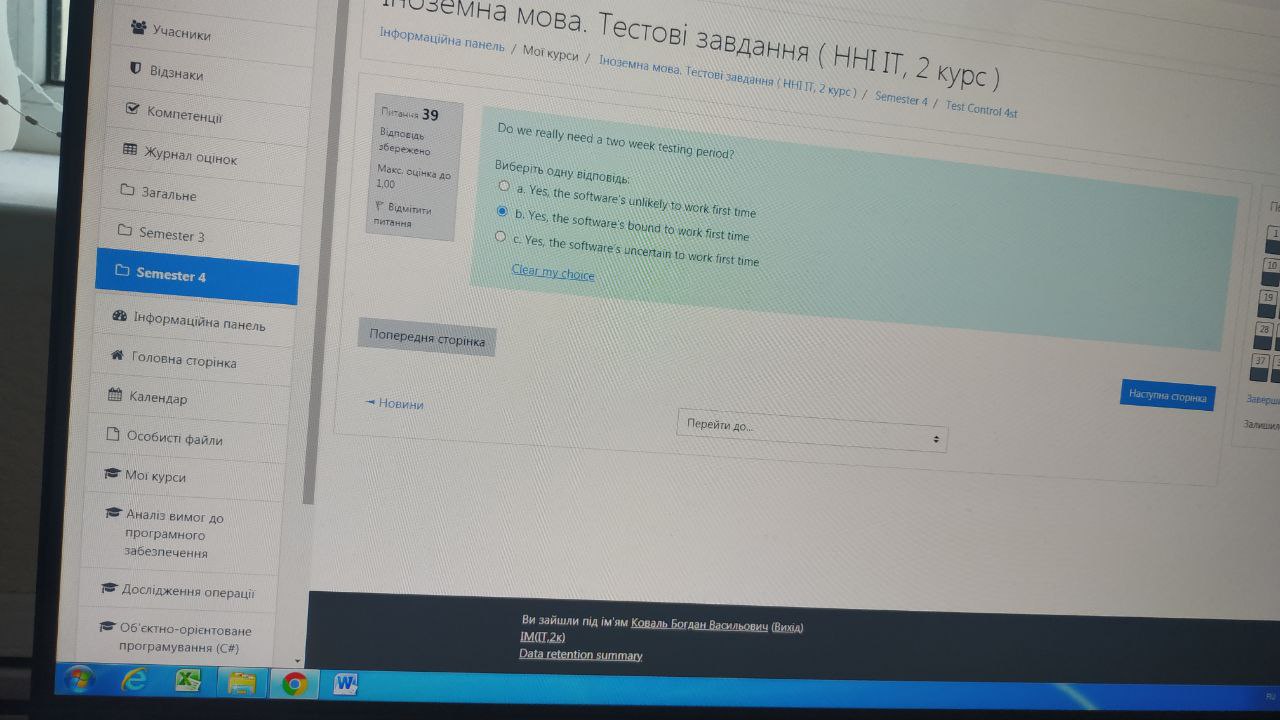 Іноземна мова. Тестові завдання ( ННІ ІТ, 2 курс )
Інформаційна панель / Мої курси / Іноземна мова. Тестові завдання ( ННІ ІТ, 2 курс ) / Semester 4 / Test Control 4st
Учасники
Відзнаки
Компетенції
Журнал оцінок
Загальне
Semester 3
Semester 4
Інформаційна панель
Головна сторінка
Календар
Особисті файли
Мої курси
Аналіз вимог до
програмного
забезпечення
Дослідження операції
Об'єктно-орієнтоване
програмування (C#)
Питання 39
Відповідь
збережено
Макс. оцінка до
1,00
Відмітити
питання
Do we really need a two week testing period?
Виберіть одну відповідь:
a. Yes, the software's unlikely to work first time
b. Yes, the software's bound to work first time
c. Yes, the software's uncertain to work first time
Clear my choice
Попередня сторінка
Наступна сторінка
◄ Новини
Перейти до...
1
10
19
28
37
Ви зайшли під ім'ям Коваль Богдан Васильович (Вихід)
ІМ(ІТ,2к)
Data retention summary
RU